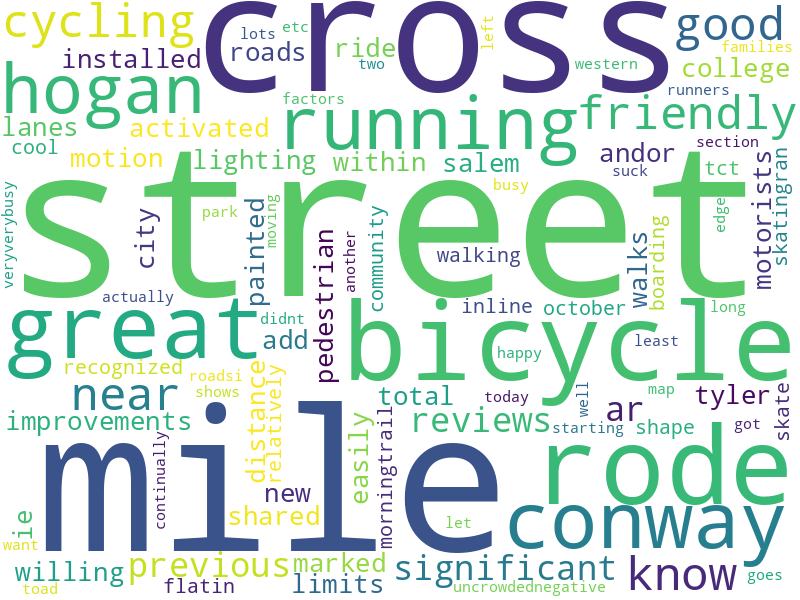 cycling
cross
good
lots
etc
left
families
installed
roads
ride
two
western
college
hogan
factors
runners
running
friendly
lanes
activated
cool
motion
lighting
within
salem
andor
section
suck
tct
motorists
skatingran
veryverybusy
street
busy
park
moving
city
painted
pedestrian
another
community
walking
walks
boarding
edge
actually
inline
october
long
great
didnt
add
bicycle
least
recognized
happy
roadsi
shows
near
distance
relatively
total
today
well
map
tyler
got
skate
improvements
reviews
ar
starting
shape
mile
continually
easily
morningtrail
rode
new
ie
shared
let
conway
want
willing
previous
marked
significant
know
goes
toad
flatin
limits
uncrowdednegative